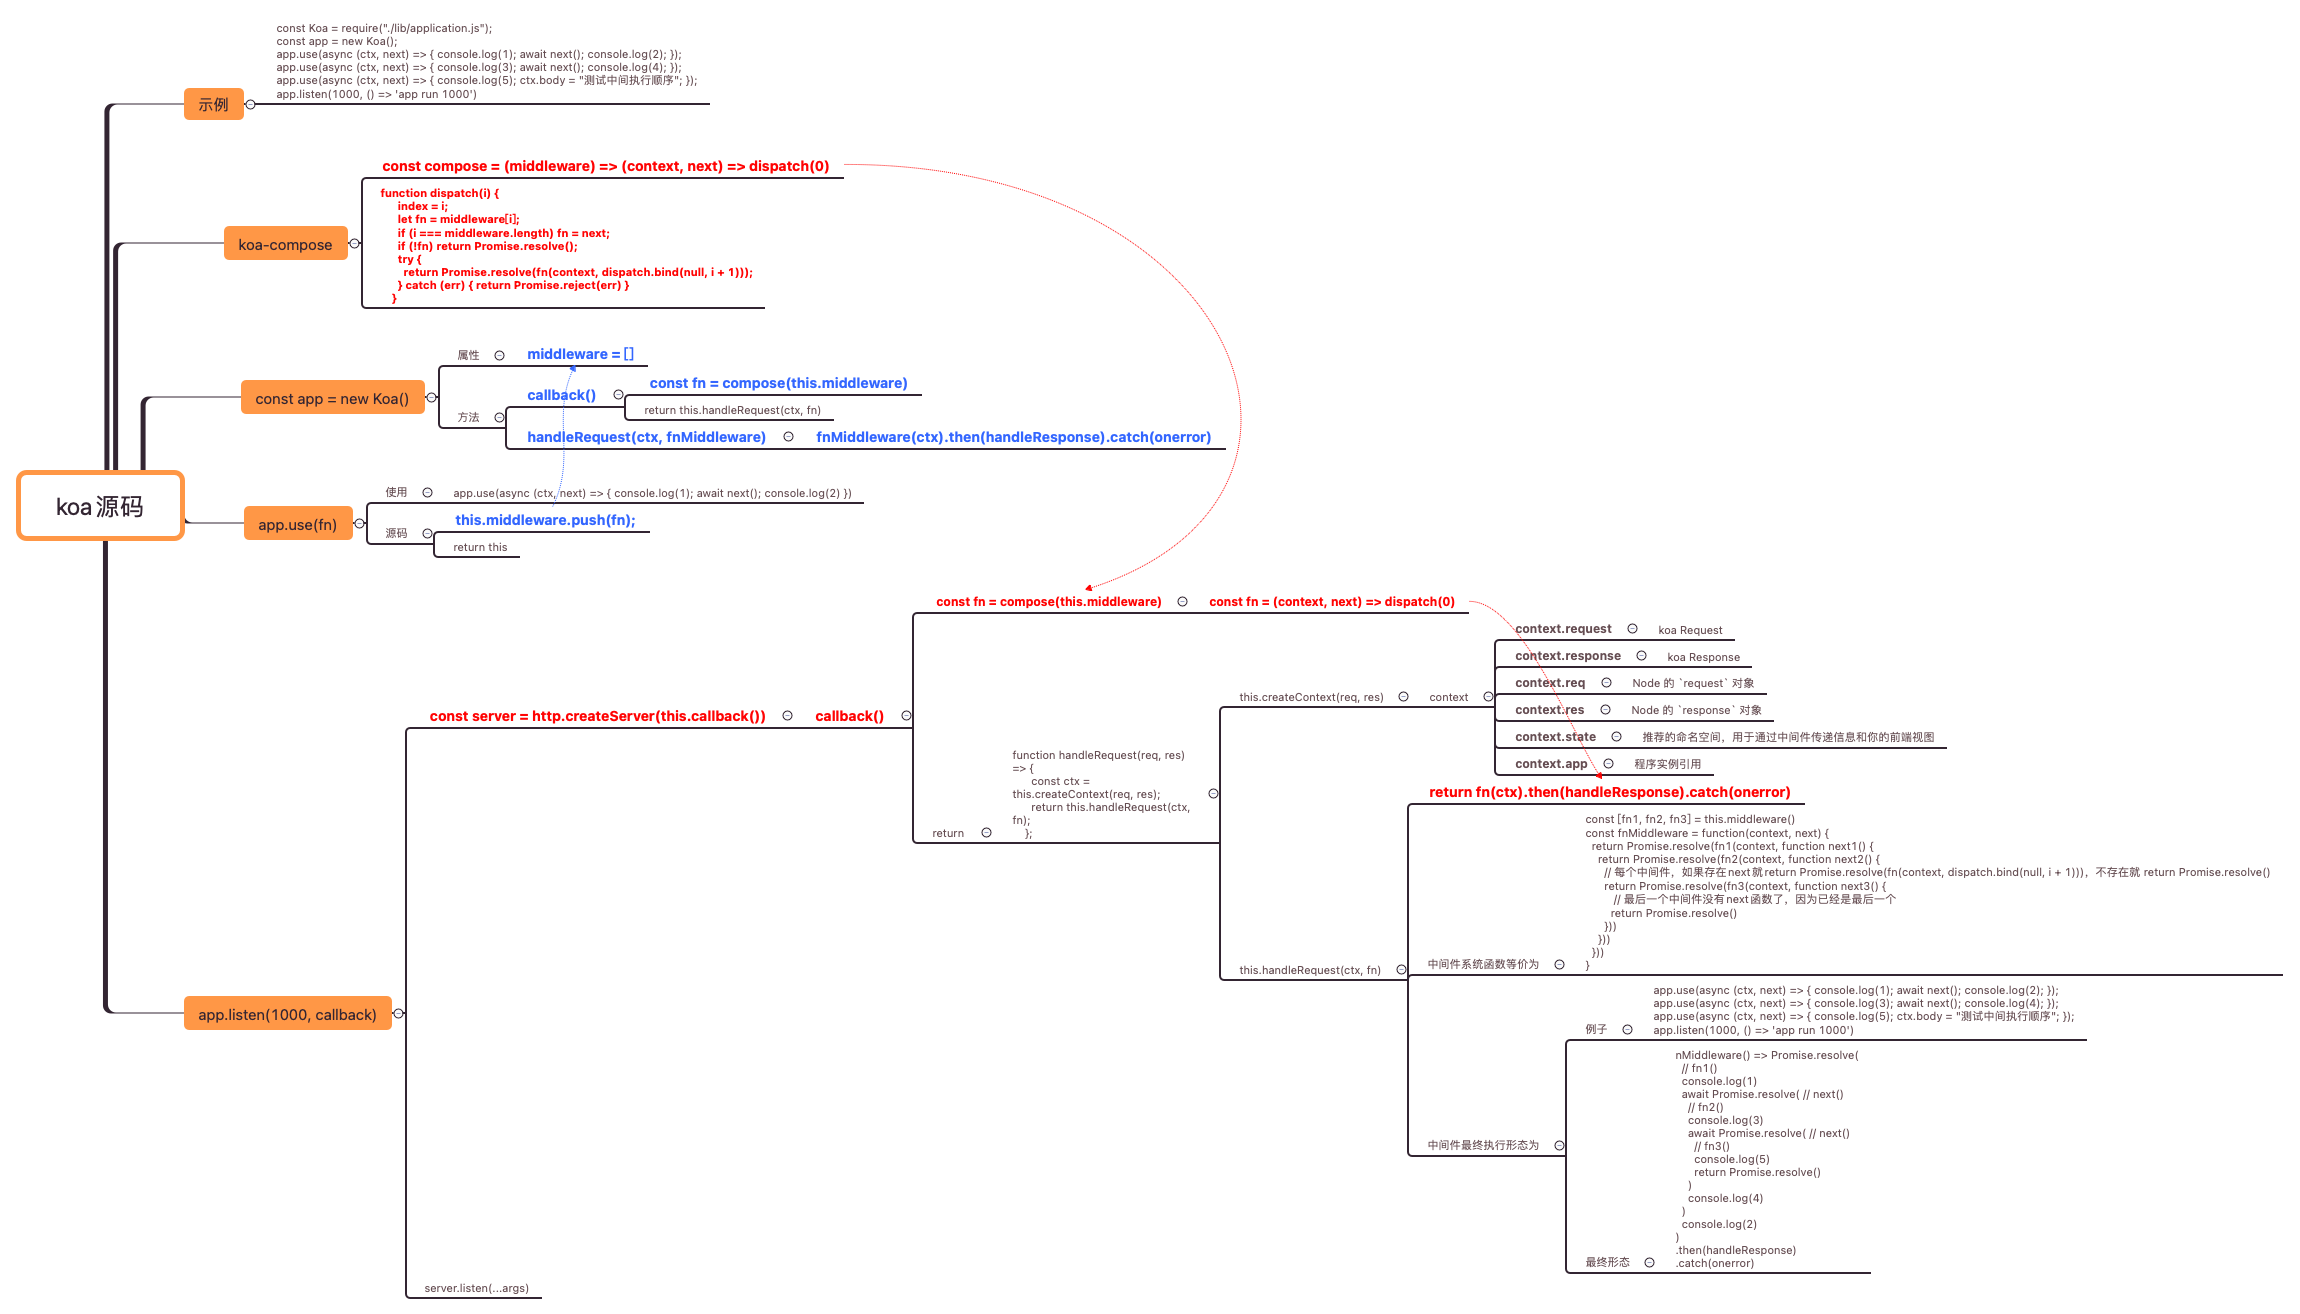 koa 源码
示例
const Koa = require("./lib/application.js");
const app = new Koa();
app.use(async (ctx, next) => { console.log(1); await next(); console.log(2); });
app.use(async (ctx, next) => { console.log(3); await next(); console.log(4); });
app.use(async (ctx, next) => { console.log(5); ctx.body = "测试中间执行顺序"; });
app.listen(1000, () => 'app run 1000')
koa-compose
const compose = (middleware) => (context, next) => dispatch(0)
function dispatch(i) {
index = i;
let fn = middleware[i];
if (i === middleware.length) fn = next;
if (!fn) return Promise.resolve();
try {
return Promise.resolve(fn(context, dispatch.bind(null, i + 1)));
} catch (err) { return Promise.reject(err) }
}
const app = new Koa()
属性
middleware = []
方法
callback()
const fn = compose(this.middleware)
return this.handleRequest(ctx, fn)
handleRequest(ctx, fnMiddleware)
fnMiddleware(ctx).then(handleResponse).catch(onerror)
app.use(fn)
使用
app.use(async (ctx, next) => { console.log(1); await next(); console.log(2) })
源码
this.middleware.push(fn);
return this
app.listen(1000, callback)
const server = http.createServer(this.callback())
callback()
const fn = compose(this.middleware)
const fn = (context, next) => dispatch(0)
return
function handleRequest(req, res)
=> {
const ctx =
this.createContext(req, res);
return this.handleRequest(ctx,
fn);
};
this.createContext(req, res)
context
context.request
koa Request
context.response
koa Response
context.req
Node 的 `request` 对象
context.res
Node 的 `response` 对象
context.state
推荐的命名空间，用于通过中间件传递信息和你的前端视图
context.app
程序实例引用
this.handleRequest(ctx, fn)
return fn(ctx).then(handleResponse).catch(onerror)
中间件系统函数等价为
const [fn1, fn2, fn3] = this.middleware()
const fnMiddleware = function(context, next) {
return Promise.resolve(fn1(context, function next1() {
return Promise.resolve(fn2(context, function next2() {
// 每个中间件，如果存在next就return Promise.resolve(fn(context, dispatch.bind(null, i + 1)))，不存在就 return Promise.resolve()
return Promise.resolve(fn3(context, function next3() {
// 最后一个中间件没有next函数了，因为已经是最后一个
return Promise.resolve()
}))
}))
}))
}
中间件最终执行形态为
例子
app.use(async (ctx, next) => { console.log(1); await next(); console.log(2); });
app.use(async (ctx, next) => { console.log(3); await next(); console.log(4); });
app.use(async (ctx, next) => { console.log(5); ctx.body = "测试中间执行顺序"; });
app.listen(1000, () => 'app run 1000')
最终形态
nMiddleware() => Promise.resolve(
// fn1()
console.log(1)
await Promise.resolve( // next()
// fn2()
console.log(3)
await Promise.resolve( // next()
// fn3()
console.log(5)
return Promise.resolve()
)
console.log(4)
)
console.log(2)
)
.then(handleResponse)
.catch(onerror)
server.listen(...args)